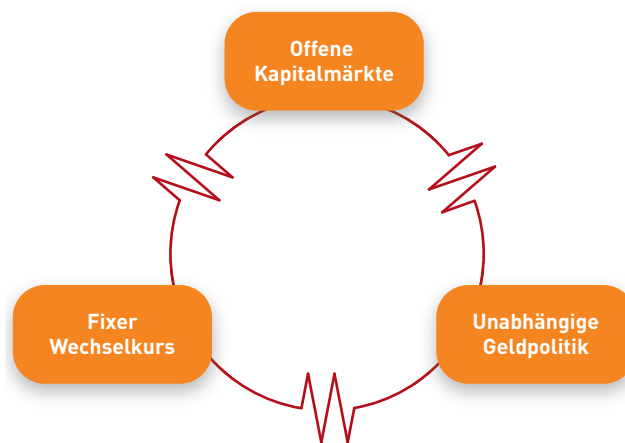 Offene
Kapitalmärkte
Fixer
Wechselkurs
Unabhängige
Geldpolitik